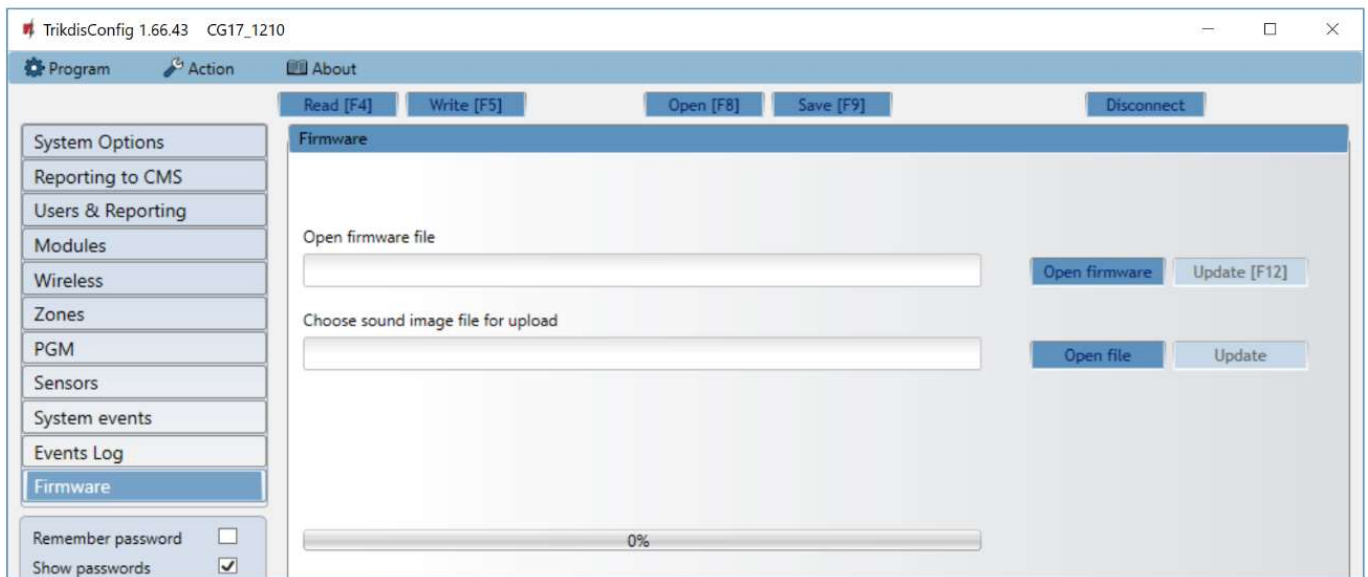 TrikdisConfig 1.66.43 CG17_1210
Program Action About
Read [F4] Write [F5] Open [F8] Save [F9] Disconnect
System Options
Reporting to CMS
Users & Reporting
Modules
Wireless
Zones
PGM
Sensors
System events
Events Log
Firmware
Remember password
Show passwords
Firmware
Open firmware file
Open firmware Update [F12]
Choose sound image file for upload
Open file Update
0%